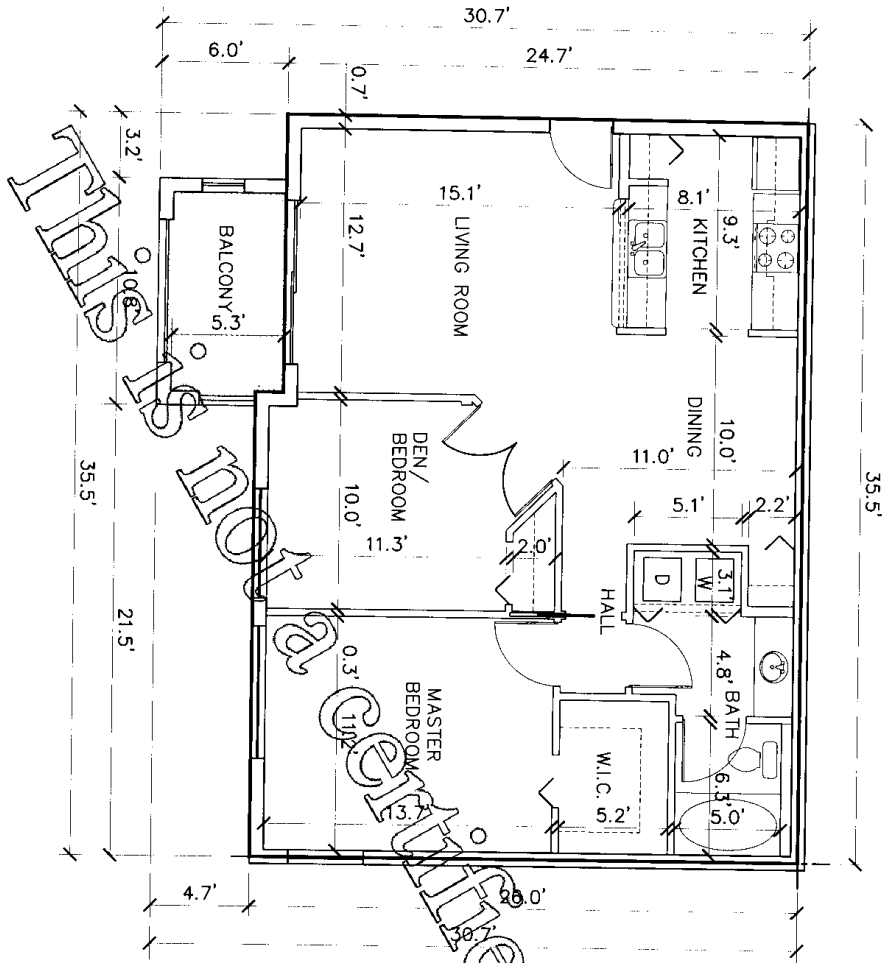 30.7'
6.0'
24.7'
0.7'
3.2'
15.1'
8.1'
LIVING ROOM
12.7'
KITCHEN
9.3'
BALCONY
10.8'
5.3'
DINING
10.0'
11.0'
DEN/
BEDROOM
10.0'
11.3'
2.0'
5.1'
2.2'
3.1'
D
W
HALL
35.5'
35.5'
21.5'
0.3'
4.8'
BATH
MASTER
BEDROOM
11.2'
W.I.C.
6.3'
13.7'
5.2'
5.0'
4.7'
26.0'
30.7'
This is not a certifie